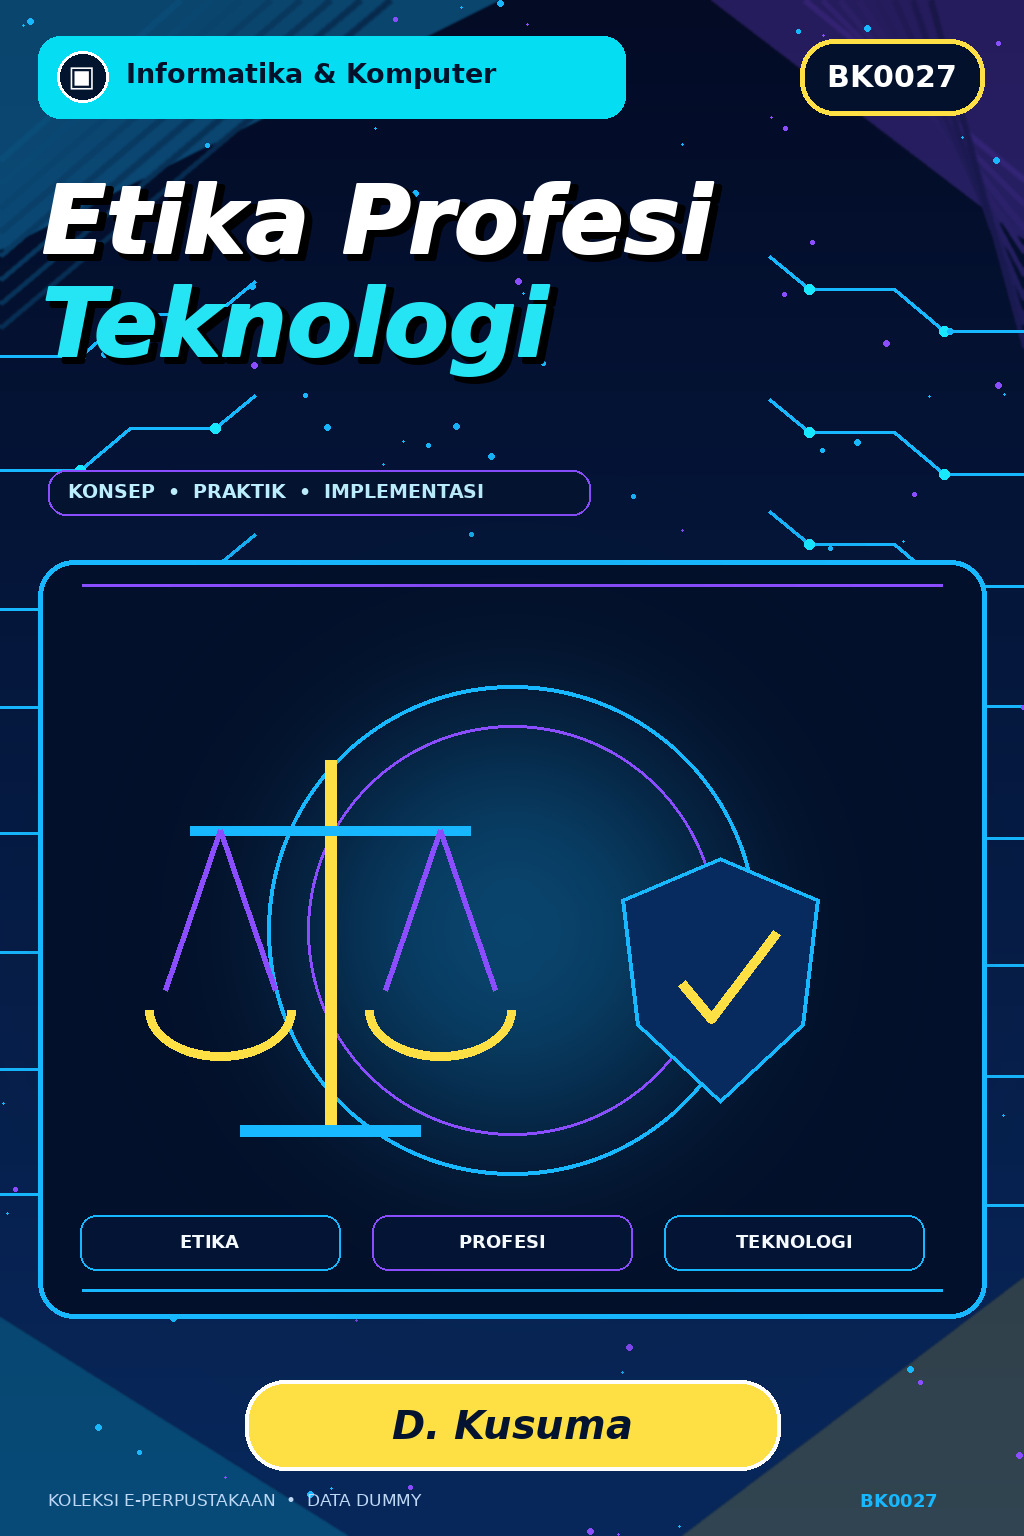 Informatika & Komputer
BK0027
Etika Profesi
Teknologi
KONSEP • PRAKTIK • IMPLEMENTASI
ETIKA
PROFESI
TEKNOLOGI
D. Kusuma
KOLEKSI E-PERPUSTAKAAN • DATA DUMMY
BK0027